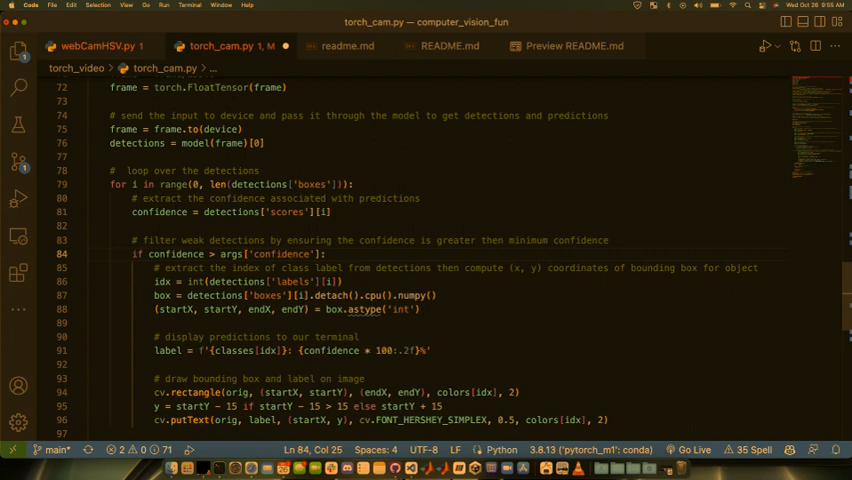 Code File Edit Selection View Go Run Terminal Window Help Wed Oct 26 9:55 AM
torch_cam.py — computer_vision_fun
webCamHSV.py 1 torch_cam.py 1, M readme.md README.md Preview README.md
torch_video > torch_cam.py > ...
72 frame = torch.FloatTensor(frame)
73
74 # send the input to device and pass it through the model to get detections and predictions
75 frame = frame.to(device)
76 detections = model(frame)[0]
77
78 # loop over the detections
79 for i in range(0, len(detections['boxes'])):
80 # extract the confidence associated with predictions
81 confidence = detections['scores'][i]
82
83 # filter weak detections by ensuring the confidence is greater then minimum confidence
84 if confidence > args['confidence']:
85 # extract the index of class label from detections then compute (x, y) coordinates of bounding box for object
86 idx = int(detections['labels'][i])
87 box = detections['boxes'][i].detach().cpu().numpy()
88 (startX, startY, endX, endY) = box.astype('int')
89
90 # display predictions to our terminal
91 label = f'{classes[idx]}: {confidence * 100:.2f}%'
92
93 # draw bounding box and label on image
94 cv.rectangle(orig, (startX, startY), (endX, endY), colors[idx], 2)
95 y = startY - 15 if startY - 15 > 15 else startY + 15
96 cv.putText(orig, label, (startX, y), cv.FONT_HERSHEY_SIMPLEX, 0.5, colors[idx], 2)
97
main* 2 0 71 Ln 84, Col 25 Spaces: 4 UTF-8 LF Python 3.8.13 ('pytorch_m1': conda) Go Live 35 Spell